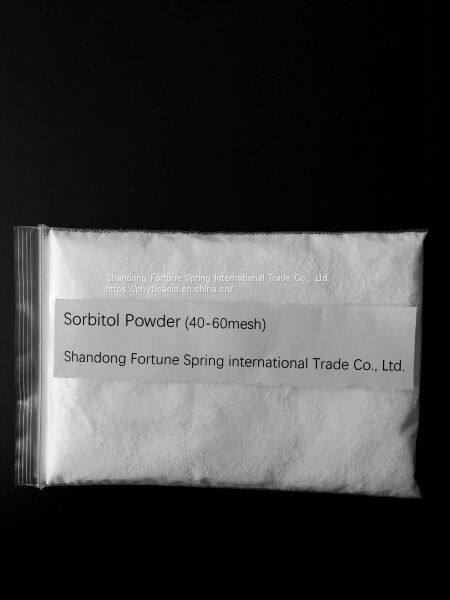 Shandong Fortune Spring International Trade Co., Ltd.
https://phyticacid.en.china.cn/
Sorbitol Powder (40-60mesh)
Shandong Fortune Spring international Trade Co., Ltd.